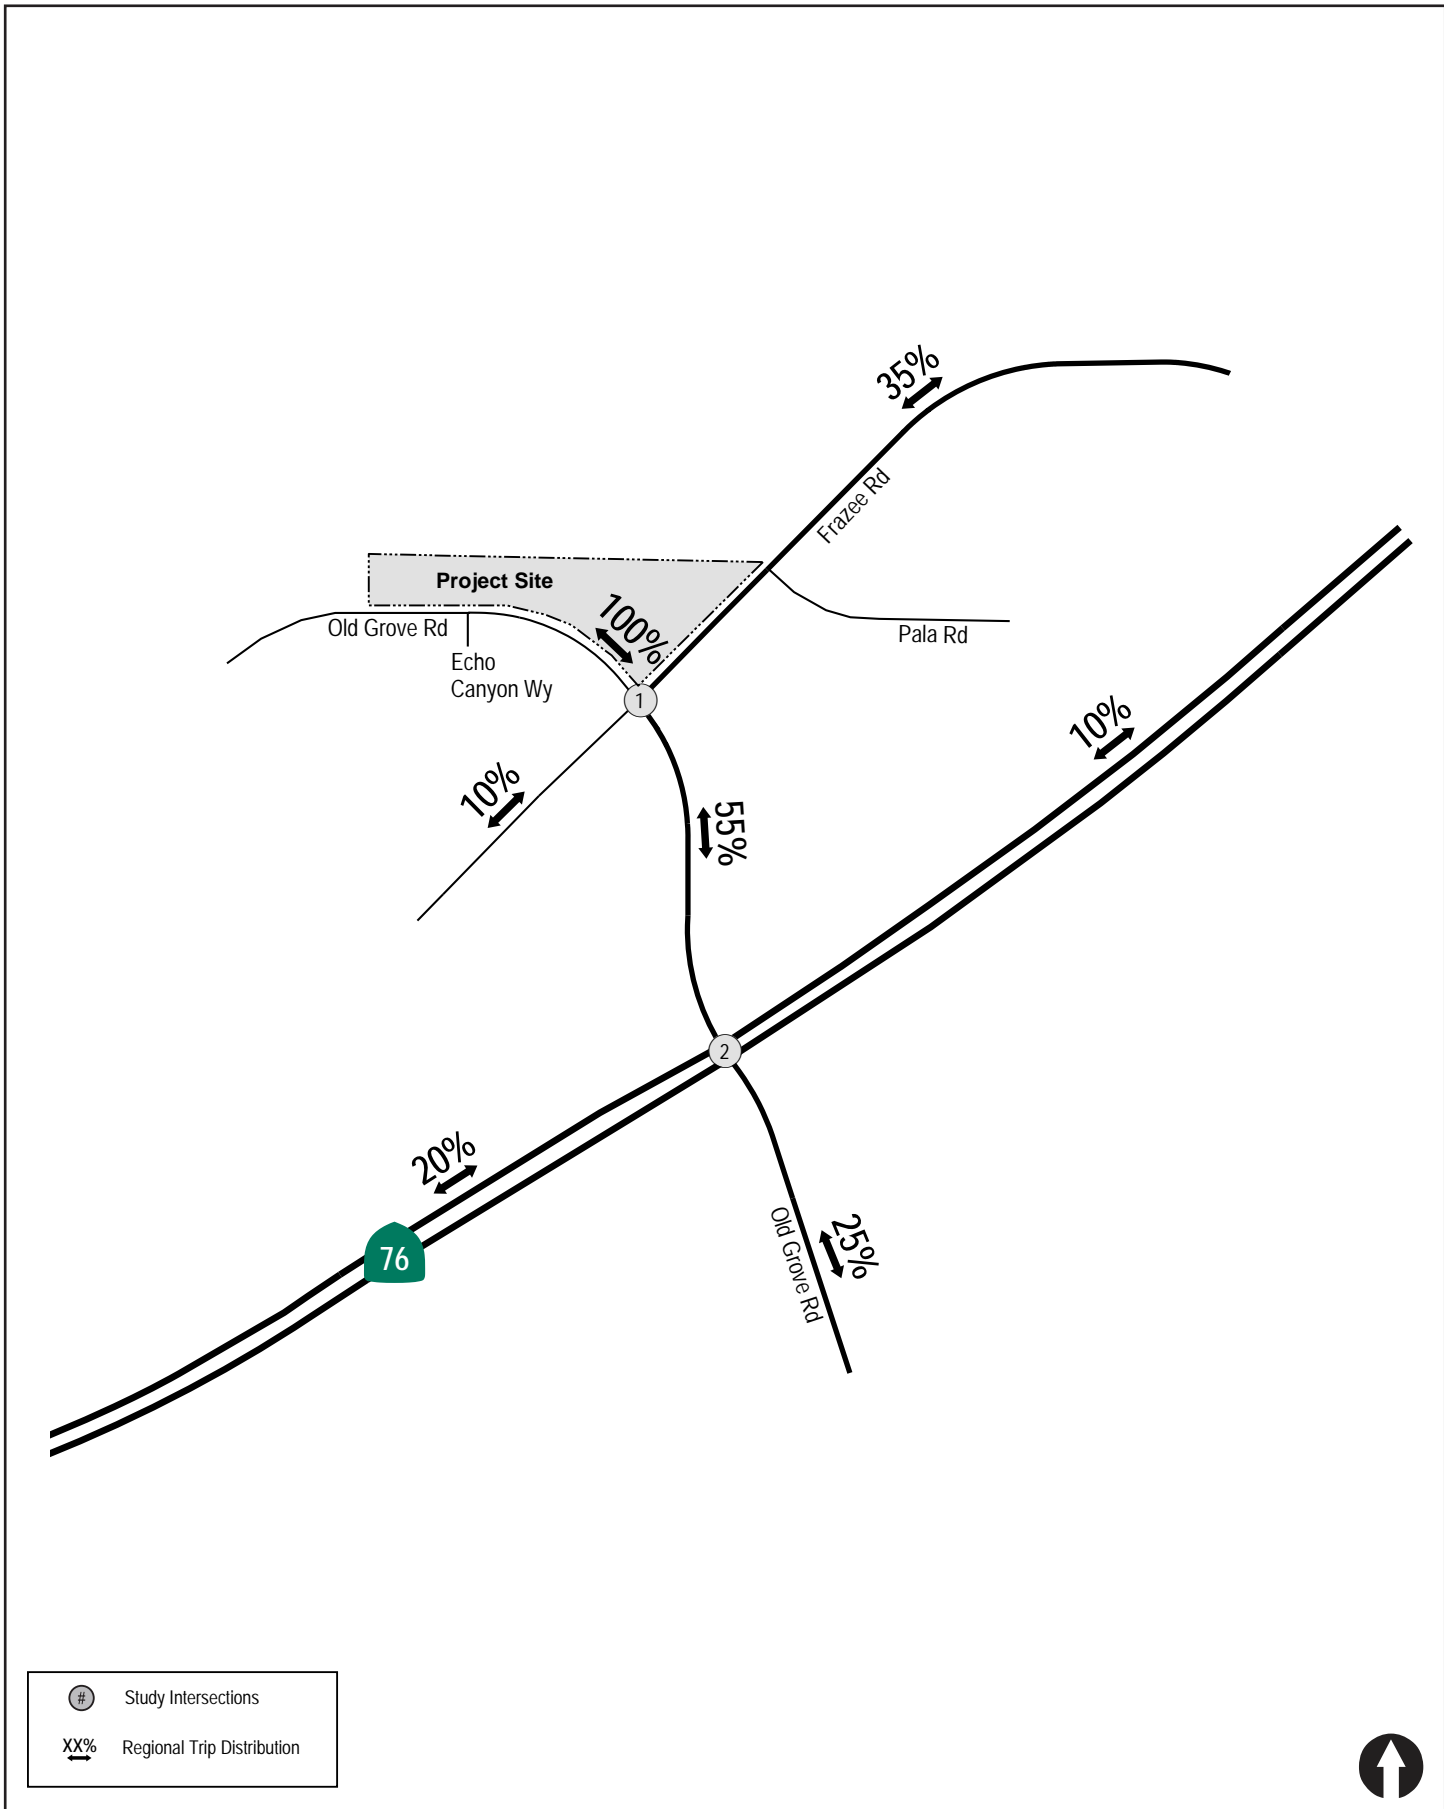 35%
Frazee Rd
Project Site
100%
Old Grove Rd
Pala Rd
Echo
Canyon Wy
1
10%
10%
55%
2
20%
76
Old Grove Rd
25%
# Study Intersections
XX% Regional Trip Distribution